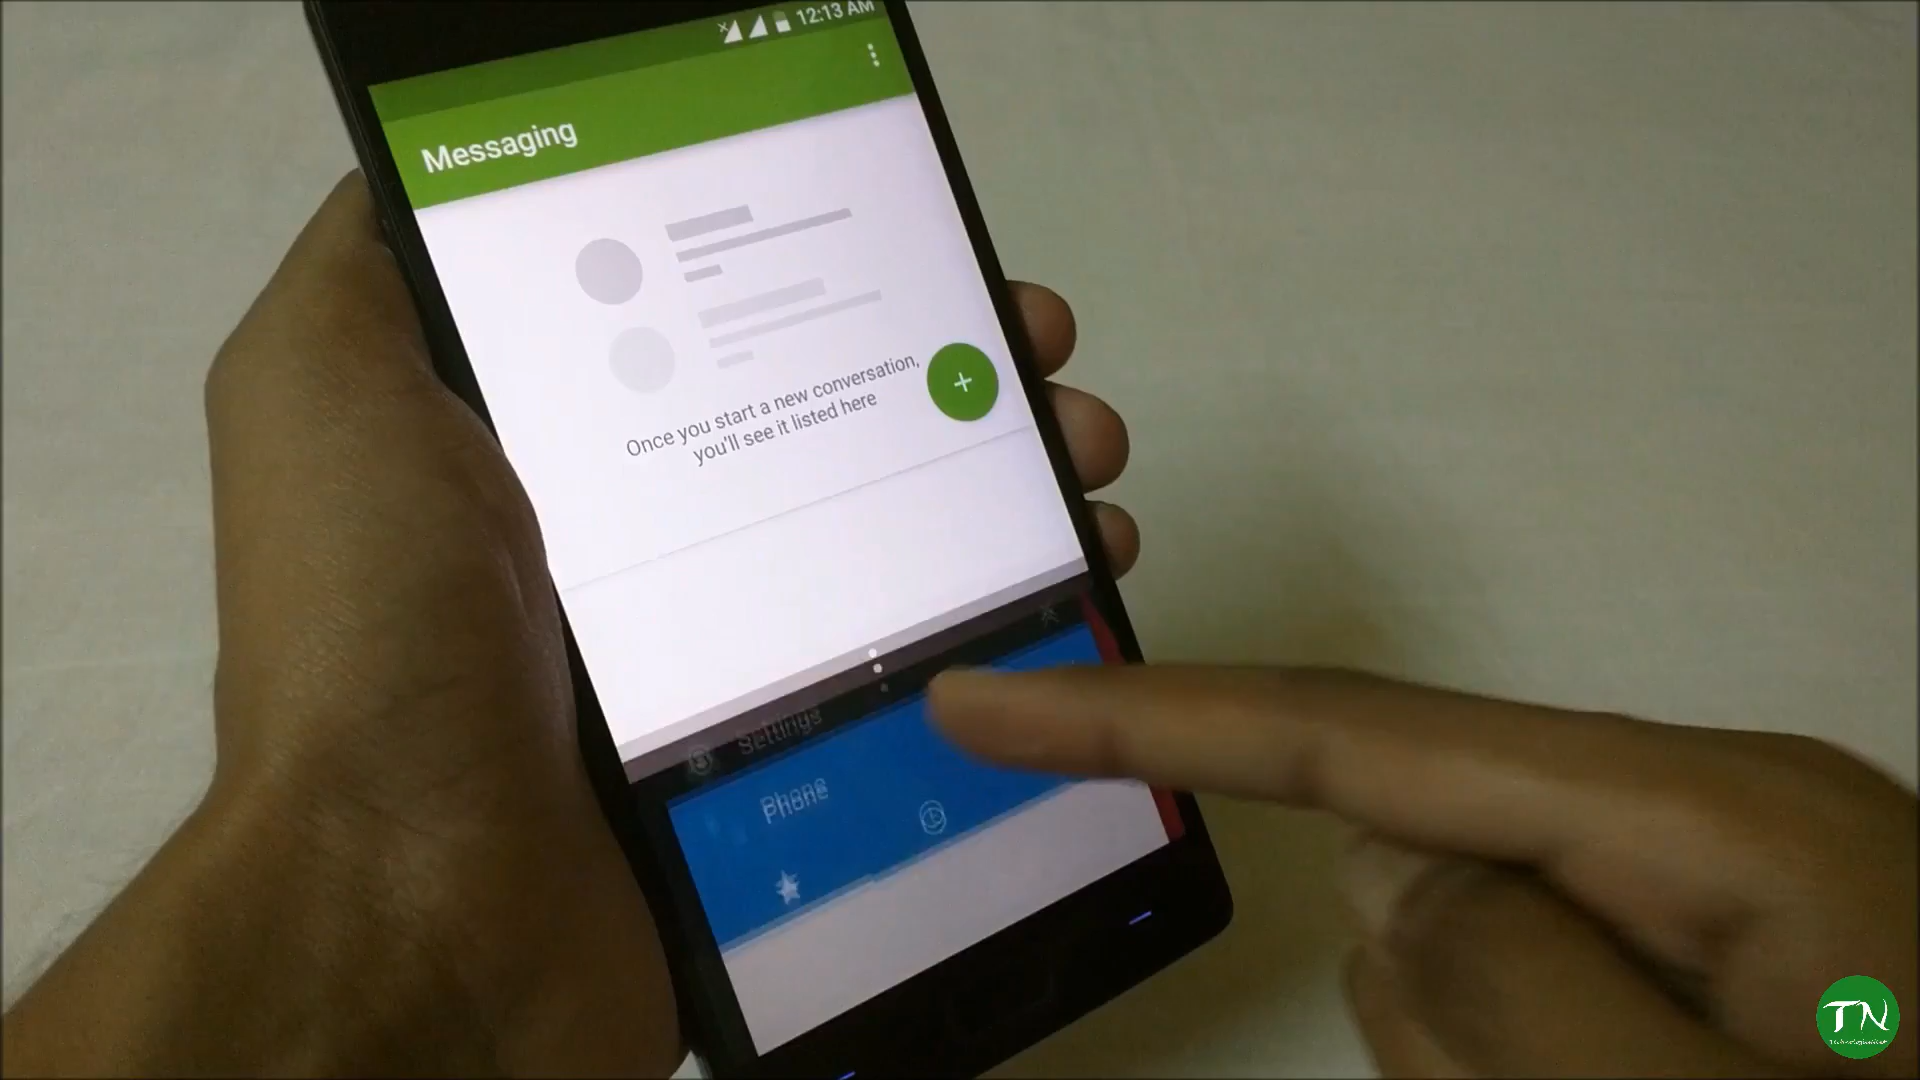 12:13 AM
Messaging
Once you start a new conversation,
you'll see it listed here
Settings
Phone
TN